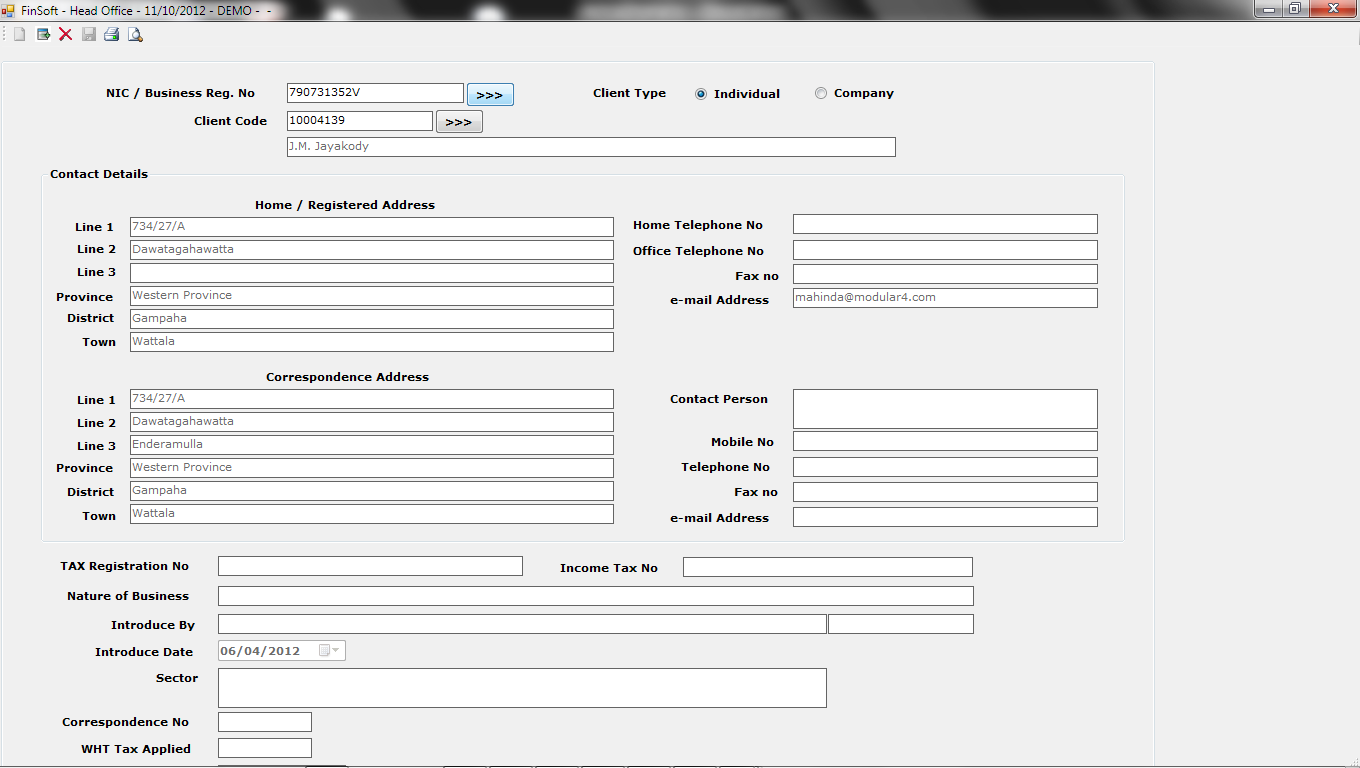 FinSoft - Head Office - 11/10/2012 - DEMO - -
NIC / Business Reg. No 790731352V >>> Client Type Individual Company
Client Code 10004139 >>>
J.M. Jayakody
Contact Details
Home / Registered Address
Line 1 734/27/A Home Telephone No
Line 2 Dawatagahawatta Office Telephone No
Line 3 Fax no
Province Western Province e-mail Address mahinda@modular4.com
District Gampaha
Town Wattala
Correspondence Address
Line 1 734/27/A Contact Person
Line 2 Dawatagahawatta
Line 3 Enderamulla Mobile No
Province Western Province Telephone No
District Gampaha Fax no
Town Wattala e-mail Address
TAX Registration No Income Tax No
Nature of Business
Introduce By
Introduce Date 06/04/2012
Sector
Correspondence No
WHT Tax Applied